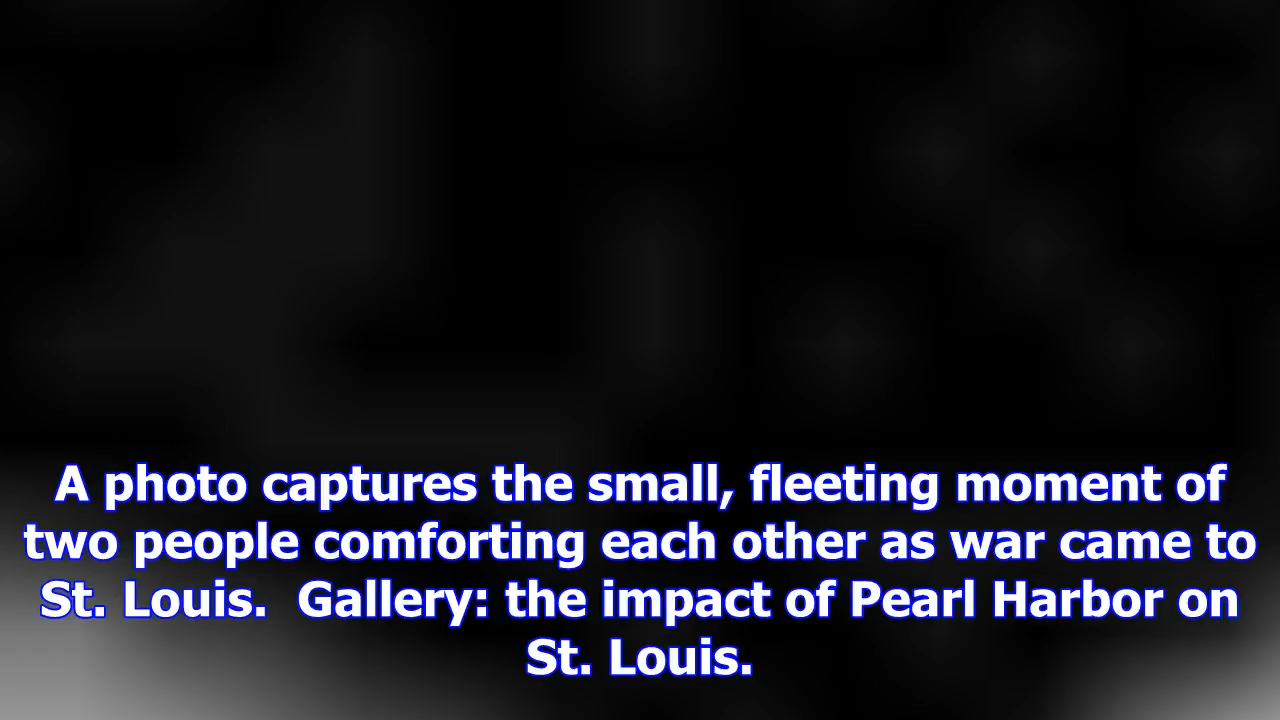 A photo captures the small, fleeting moment of
two people comforting each other as war came to
St. Louis.  Gallery: the impact of Pearl Harbor on
St. Louis.